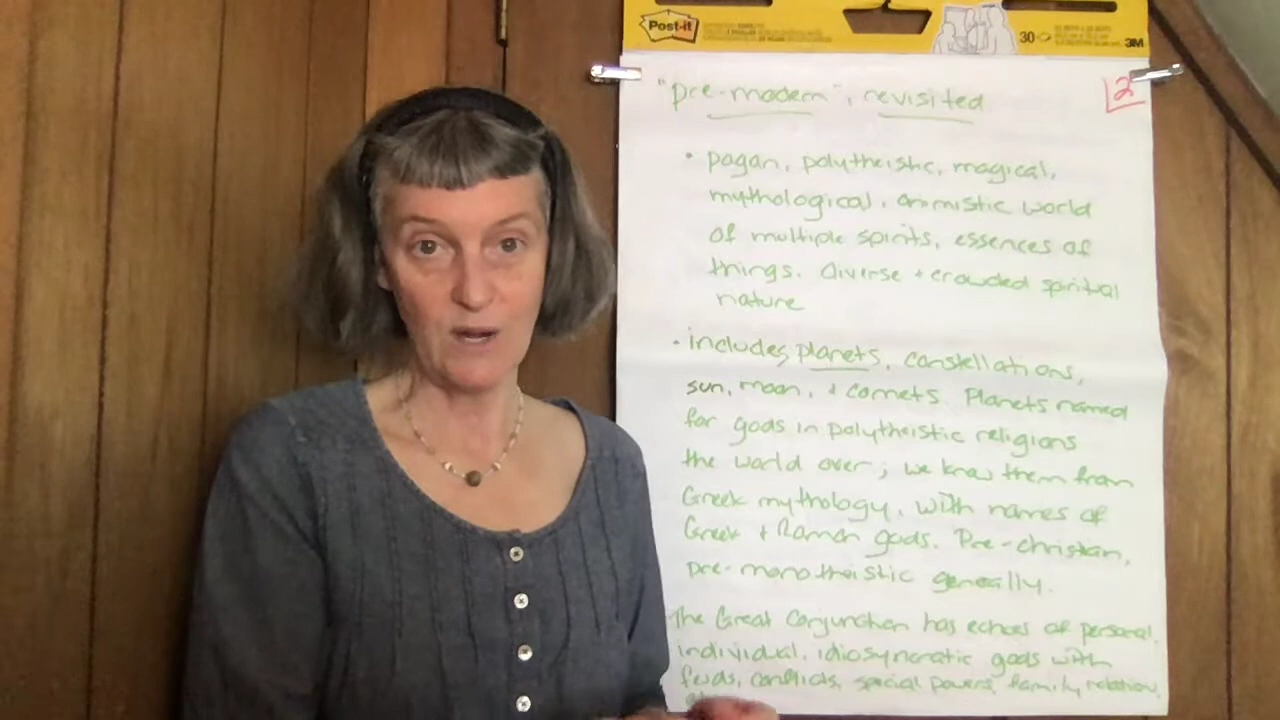 Post-it
30
3M
"pre-modern", revisited
2
• pagan, polytheistic, magical,
mythological, animistic world
of multiple spirits, essences of
things. Diverse + crowded spiritual
nature
• includes planets, constellations,
sun, moon, + comets. Planets named
for gods in polytheistic religions
the world over; we know them from
Greek mythology, with names of
Greek + Roman gods. Pre-christian,
pre-monotheistic generally.
The Great Conjunction has echoes of personal,
individual, idiosyncratic gods with
feuds, conflicts, special powers, family relation,